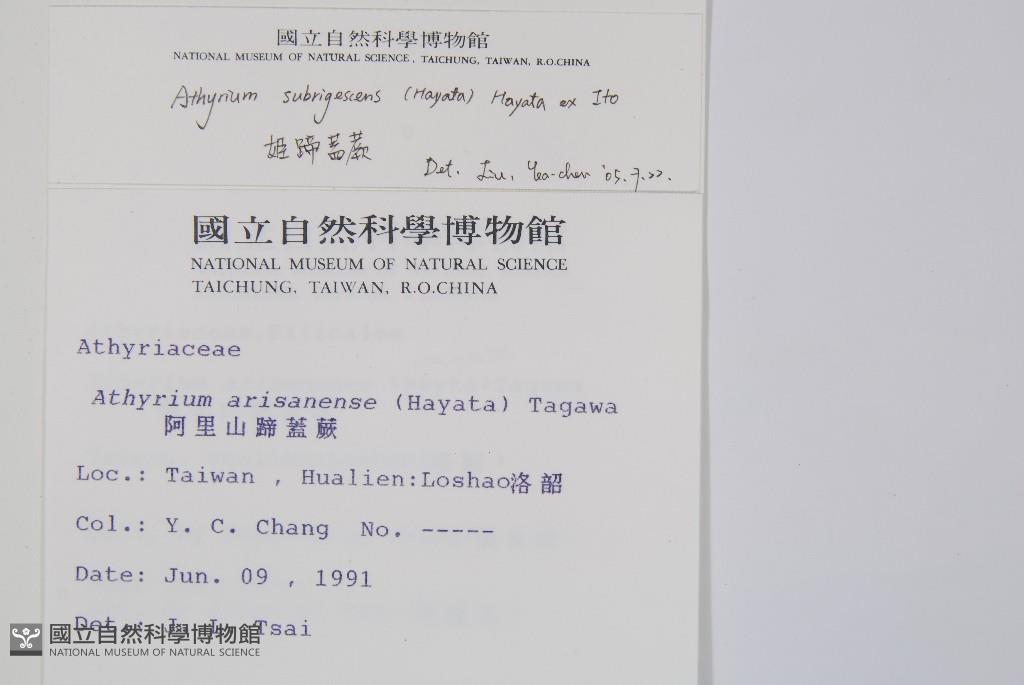 國立自然科學博物館
NATIONAL MUSEUM OF NATURAL SCIENCE, TAICHUNG, TAIWAN, R.O.CHINA
Athyrium subrigescens (Hayata) Hayata ex Ito
姬蹄蓋蕨
Det. Liu, Yea-chen '05.7.22.
國立自然科學博物館
NATIONAL MUSEUM OF NATURAL SCIENCE
TAICHUNG, TAIWAN, R.O.CHINA
Athyriaceae
Athyrium arisanense (Hayata) Tagawa
阿里山蹄蓋蕨
Loc.: Taiwan , Hualien:Loshao洛韶
Col.: Y. C. Chang No. -----
Date: Jun. 09 , 1991
Det.: J. L. Tsai
國立自然科學博物館
NATIONAL MUSEUM OF NATURAL SCIENCE